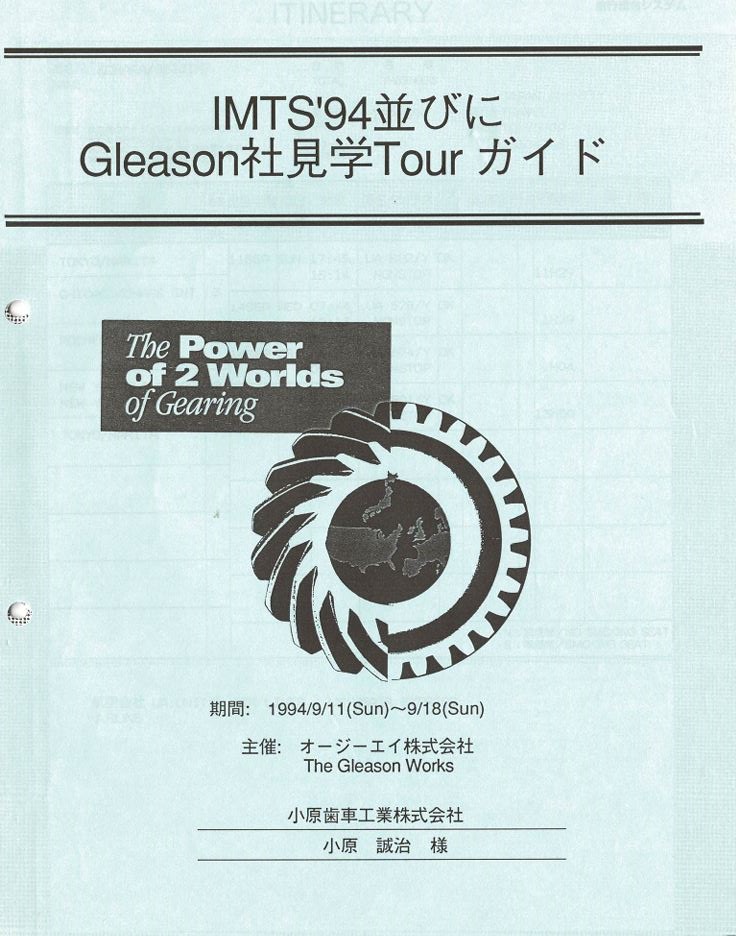 ITINERARY
IMTS'94並びに
Gleason社見学Tour ガイド
The Power
of 2 Worlds
of Gearing
期間: 1994/9/11(Sun)～9/18(Sun)
主催: オージーエイ株式会社
The Gleason Works
小原歯車工業株式会社
小原 誠治 様